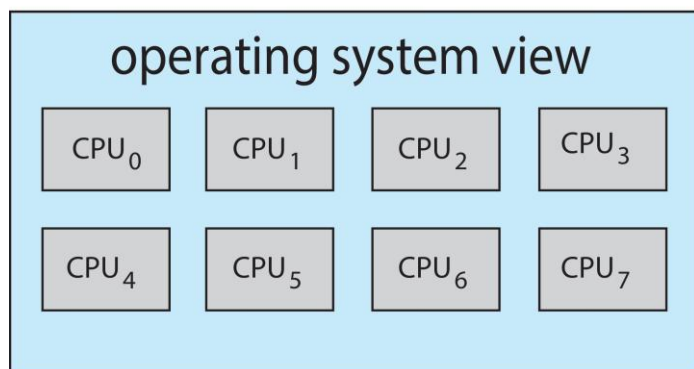 operating system view
CPU₀ CPU₁ CPU₂ CPU₃
CPU₄ CPU₅ CPU₆ CPU₇